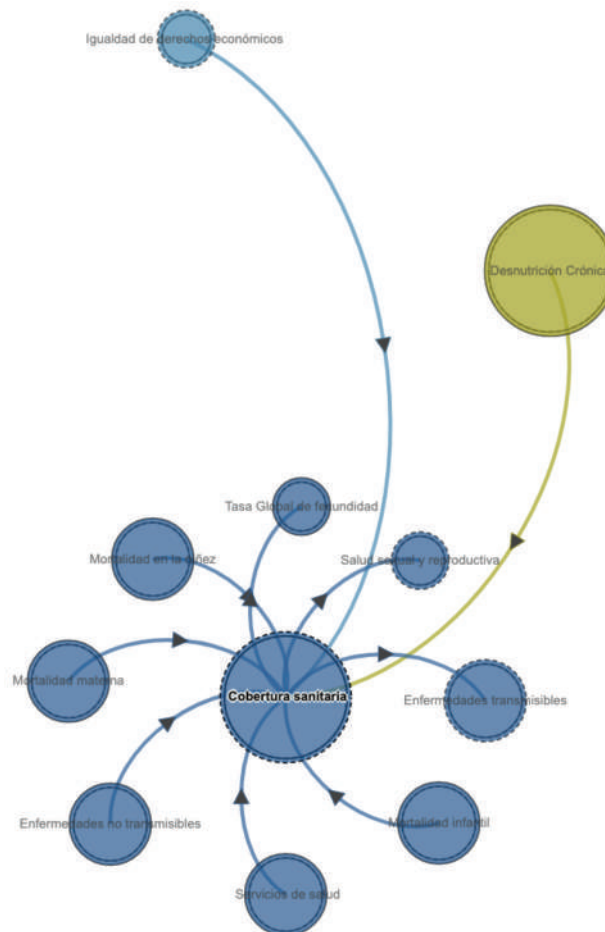 Igualdad de derechos económicos
Desnutrición Crónica
Tasa Global de fecundidad
Mortalidad en la niñez
Salud sexual y reproductiva
Mortalidad materna
Cobertura sanitaria
Enfermedades transmisibles
Enfermedades no transmisibles
Mortalidad infantil
Servicios de salud